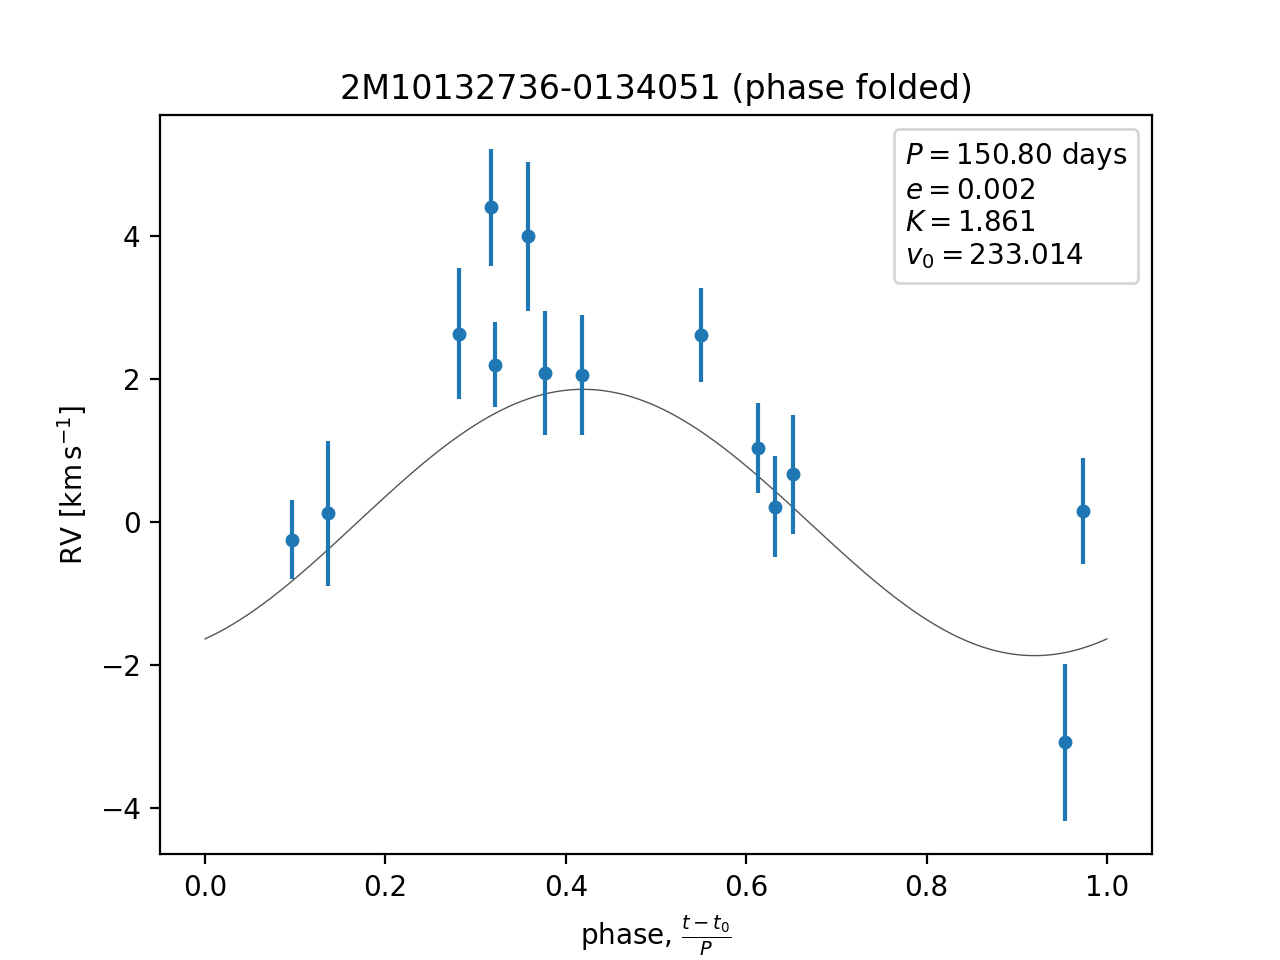 2M10132736-0134051 (phase folded)
P = 150.80 days
e = 0.002
K = 1.861
v₀ = 233.014
RV [km s⁻¹]
4
2
0
−2
−4
0.0 0.2 0.4 0.6 0.8 1.0
phase, (t − t₀)/P